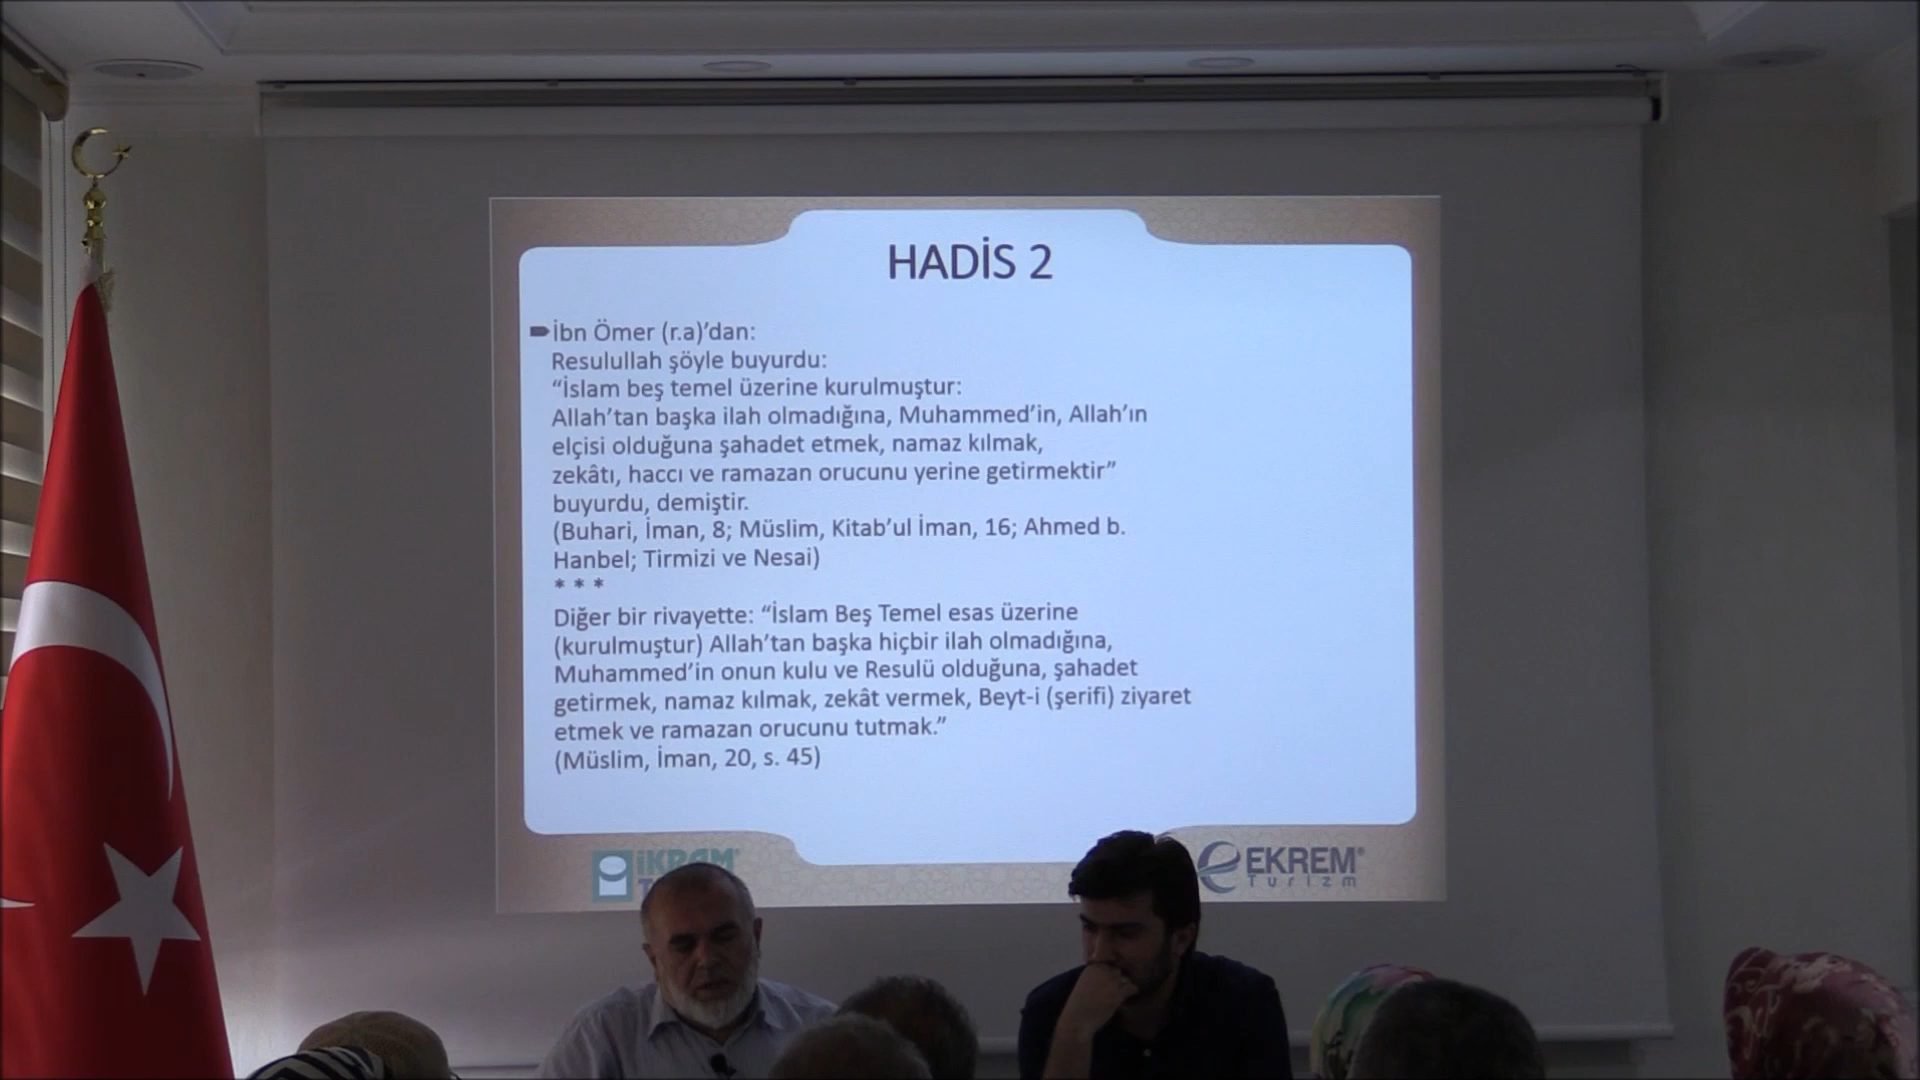 HADİS 2
İbn Ömer (r.a)’dan:
Resulullah şöyle buyurdu:
“İslam beş temel üzerine kurulmuştur:
Allah’tan başka ilah olmadığına, Muhammed’in, Allah’ın
elçisi olduğuna şahadet etmek, namaz kılmak,
zekâtı, haccı ve ramazan orucunu yerine getirmektir”
buyurdu, demiştir.
(Buhari, İman, 8; Müslim, Kitab’ul İman, 16; Ahmed b.
Hanbel; Tirmizi ve Nesai)
* * *
Diğer bir rivayette: “İslam Beş Temel esas üzerine
(kurulmuştur) Allah’tan başka hiçbir ilah olmadığına,
Muhammed’in onun kulu ve Resulü olduğuna, şahadet
getirmek, namaz kılmak, zekât vermek, Beyt-i (şerifi) ziyaret
etmek ve ramazan orucunu tutmak.”
(Müslim, İman, 20, s. 45)
İKRAM
EKREM®
Turizm